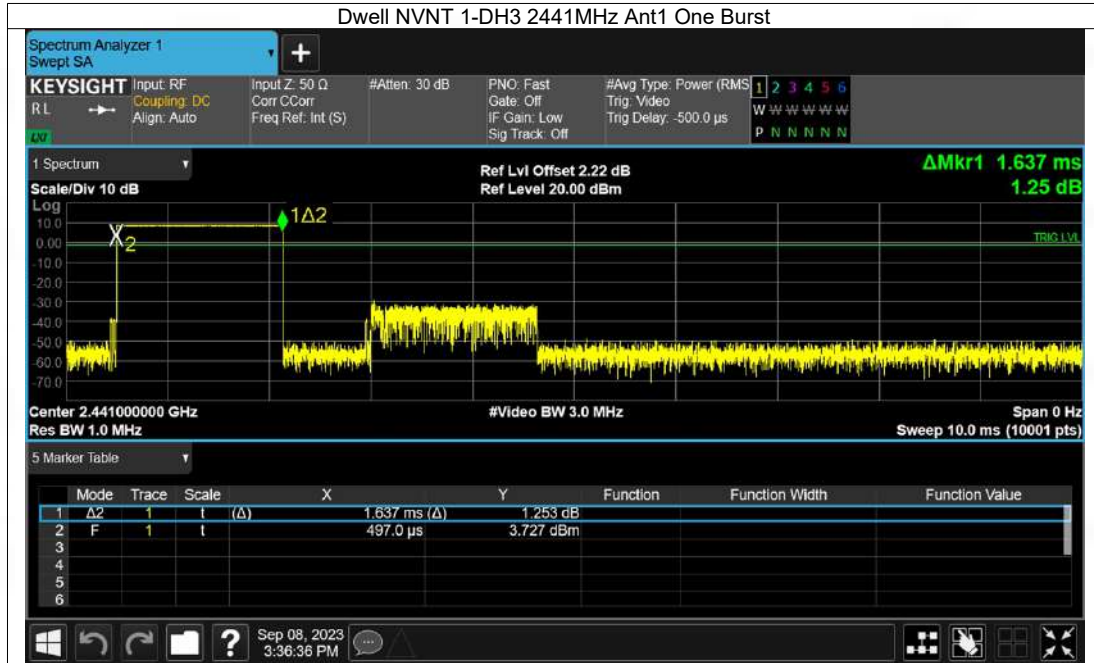 Dwell NVNT 1-DH3 2441MHz Ant1 One Burst
Spectrum Analyzer 1
Swept SA
+
KEYSIGHT Input: RF Input Z: 50 Ω #Atten: 30 dB PNO: Fast #Avg Type: Power (RMS 1 2 3 4 5 6
RL Coupling: DC Corr CCorr Gate: Off Trig: Video W W W W W W
Align: Auto Freq Ref: Int (S) IF Gain: Low Trig Delay: -500.0 µs
LXI Sig Track: Off P N N N N N
1 Spectrum Ref Lvl Offset 2.22 dB ΔMkr1 1.637 ms
Scale/Div 10 dB Ref Level 20.00 dBm 1.25 dB
Log
10.0 1Δ2
0.00 X2 TRIG LVL
-10.0
-20.0
-30.0
-40.0
-50.0
-60.0
-70.0
Center 2.441000000 GHz #Video BW 3.0 MHz Span 0 Hz
Res BW 1.0 MHz Sweep 10.0 ms (10001 pts)
5 Marker Table
Mode Trace Scale X Y Function Function Width Function Value
1 Δ2 1 t (Δ) 1.637 ms (Δ) 1.253 dB
2 F 1 t 497.0 µs 3.727 dBm
3
4
5
6
? Sep 08, 2023
3:36:36 PM